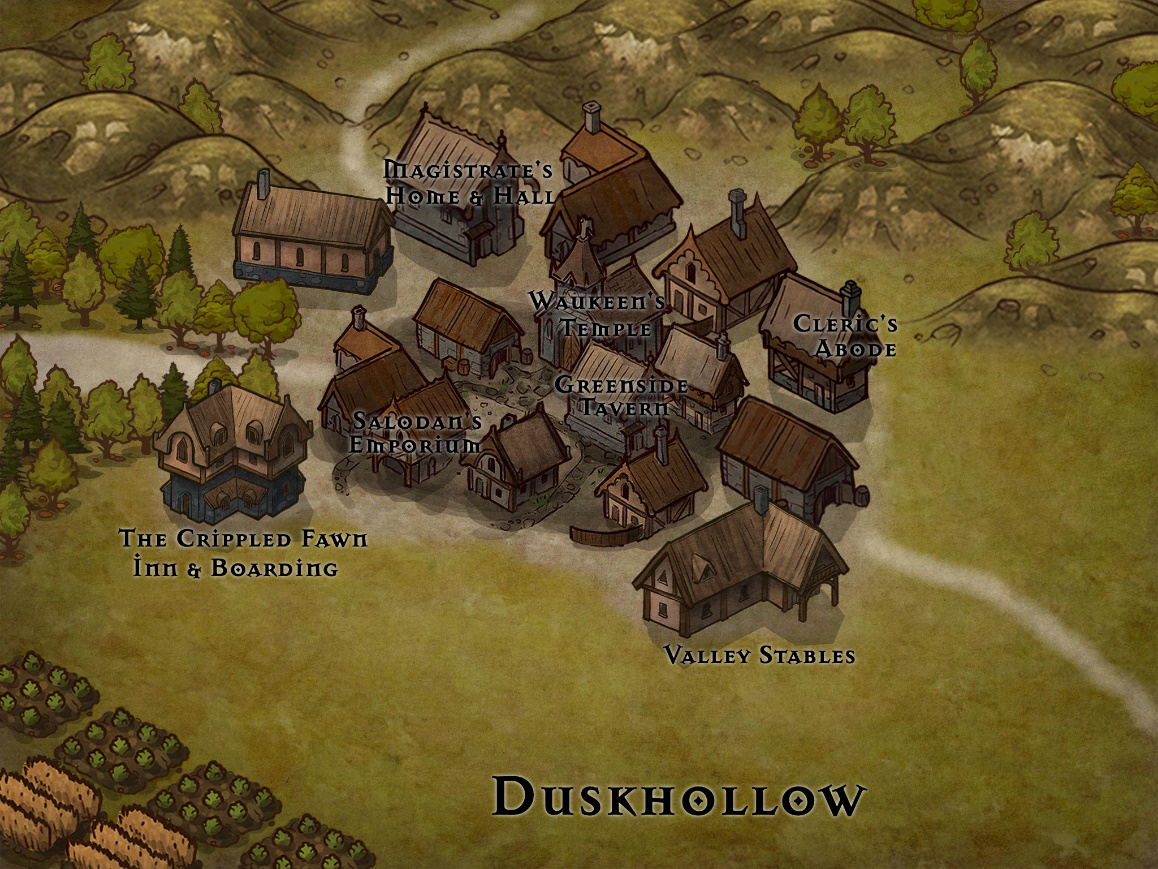 Magistrate's
Home & Hall
Waukeen's
Temple
Cleric's
Abode
Greenside
Tavern
Salodan's
Emporium
The Crippled Fawn
Inn & Boarding
Valley Stables
Duskhollow